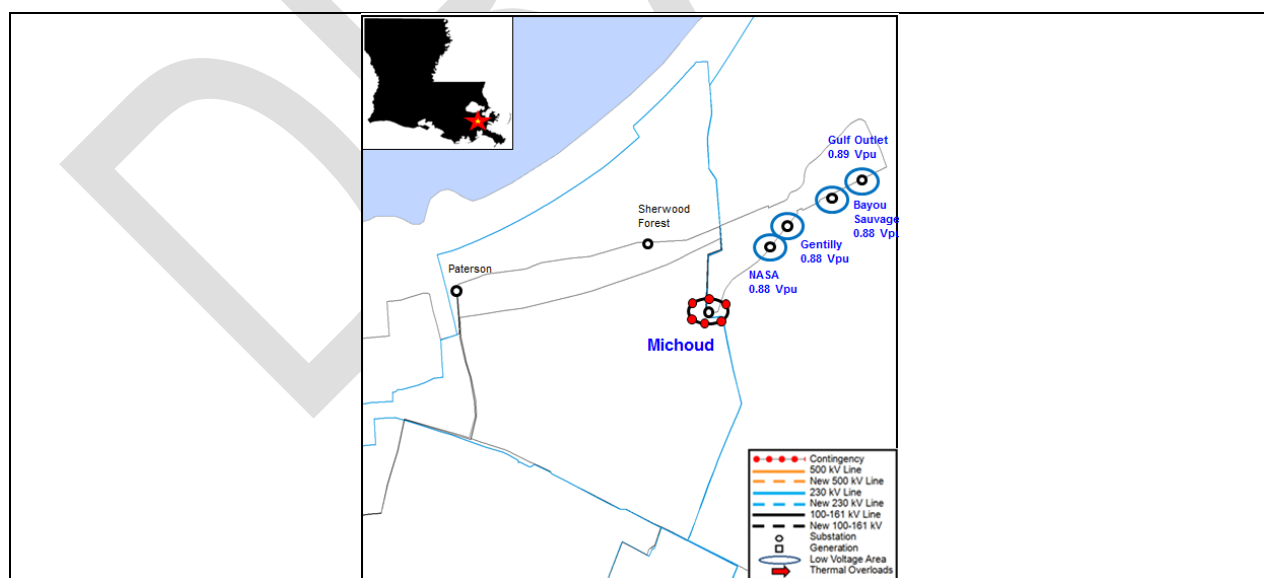 Gulf Outlet
0.89 Vpu
Sherwood
Forest
Bayou
Sauvage
0.88 Vpu
Gentilly
0.88 Vpu
Paterson
NASA
0.88 Vpu
Michoud
Contingency
500 kV Line
New 500 kV Line
230 kV Line
New 230 kV Line
100-161 kV Line
New 100-161 kV
Substation
Generation
Low Voltage Area
Thermal Overloads